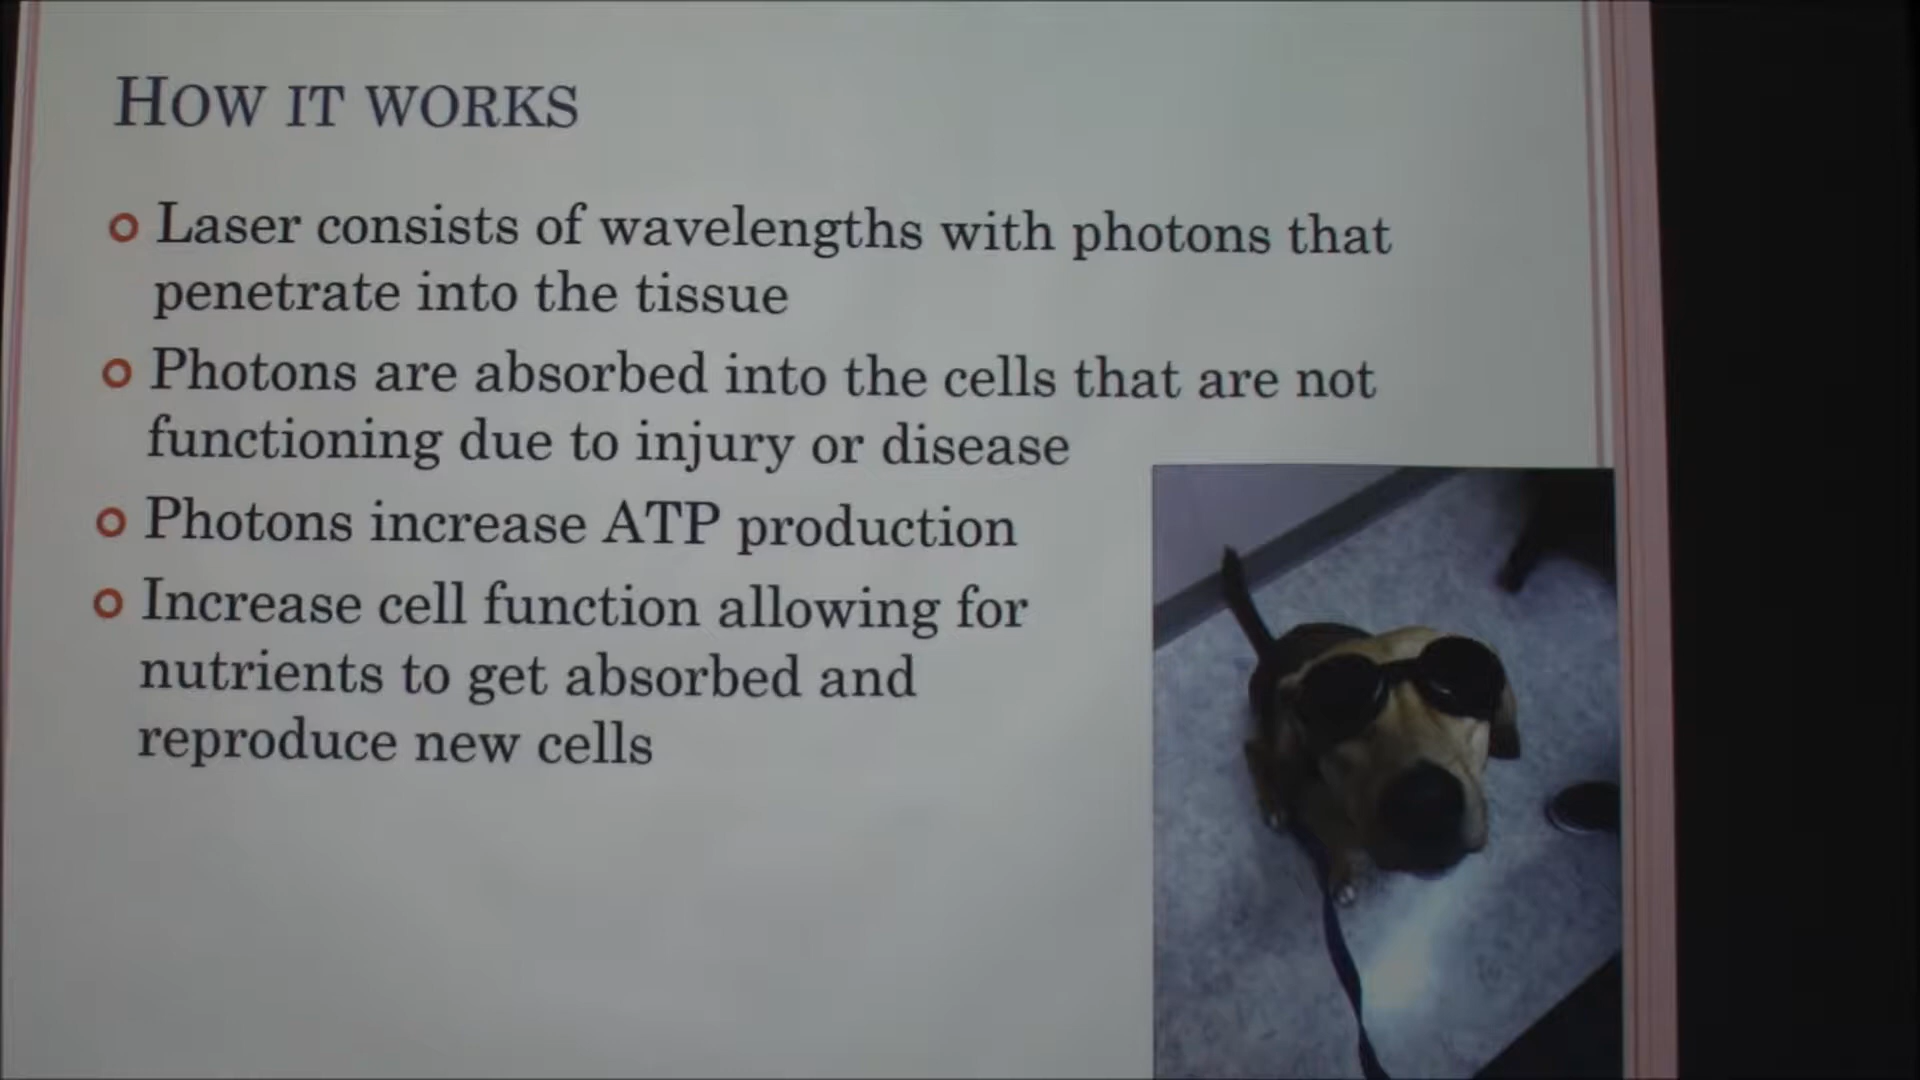 HOW IT WORKS
Laser consists of wavelengths with photons that
penetrate into the tissue
Photons are absorbed into the cells that are not
functioning due to injury or disease
Photons increase ATP production
Increase cell function allowing for
nutrients to get absorbed and
reproduce new cells